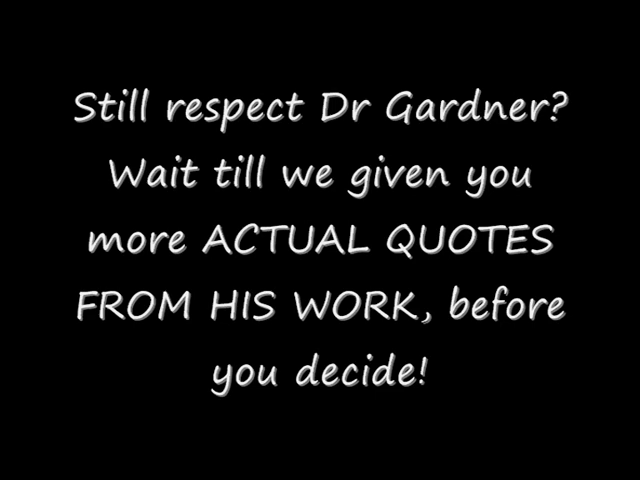 Still respect Dr Gardner?
Wait till we given you
more ACTUAL QUOTES
FROM HIS WORK, before
you decide!